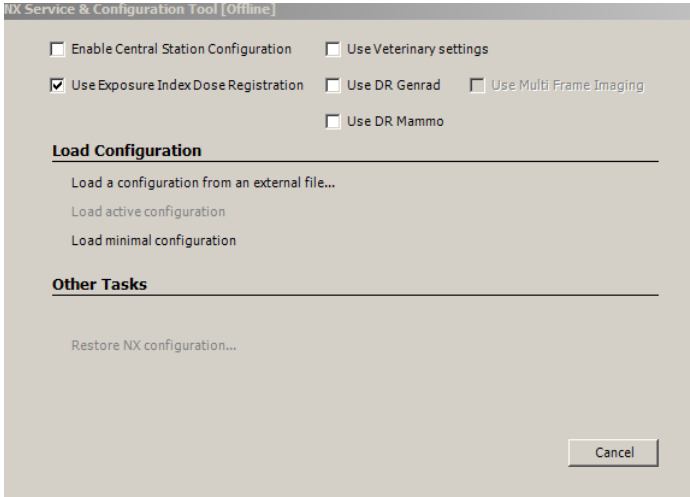 NX Service & Configuration Tool [Offline]
Enable Central Station Configuration Use Veterinary settings
Use Exposure Index Dose Registration Use DR Genrad Use Multi Frame Imaging
Use DR Mammo
Load Configuration
Load a configuration from an external file...
Load active configuration
Load minimal configuration
Other Tasks
Restore NX configuration...
Cancel